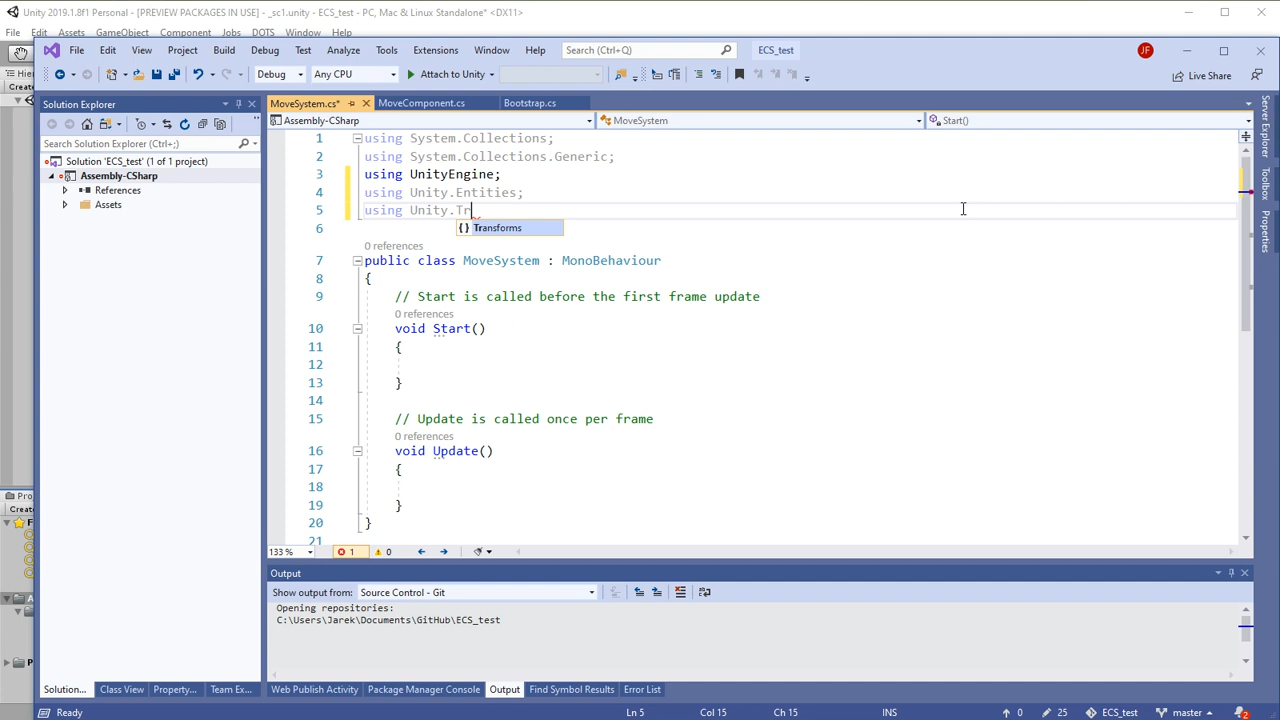 Unity 2019.1.8f1 Personal - [PREVIEW PACKAGES IN USE] - _sc1.unity - ECS_test - PC, Mac & Linux Standalone* <DX11>
File Edit Assets GameObject Component Jobs DOTS Window Help
File Edit View Project Build Debug Test Analyze Tools Extensions Window Help Search (Ctrl+Q) ECS_test JF
Debug Any CPU Attach to Unity Live Share
Hier
Create
Solution Explorer
Search Solution Explorer (Ctrl+;)
Solution 'ECS_test' (1 of 1 project)
Assembly-CSharp
References
Assets
MoveSystem.cs* MoveComponent.cs Bootstrap.cs
Assembly-CSharp MoveSystem Start()
1 using System.Collections;
2 using System.Collections.Generic;
3 using UnityEngine;
4 using Unity.Entities;
5 using Unity.Tr
{ } Transforms
6
0 references
7 public class MoveSystem : MonoBehaviour
8 {
9 // Start is called before the first frame update
0 references
10 void Start()
11 {
12
13 }
14
15 // Update is called once per frame
0 references
16 void Update()
17 {
18
19 }
20 }
21
133 % 1 0
Server Explorer
Toolbox
Properties
Proj
Create
F
A
P
Output
Show output from: Source Control - Git
Opening repositories:
C:\Users\Jarek\Documents\GitHub\ECS_test
Solution... Class View Property... Team Ex...
Web Publish Activity Package Manager Console Output Find Symbol Results Error List
Ready Ln 5 Col 15 Ch 15 INS 0 25 ECS_test master 2